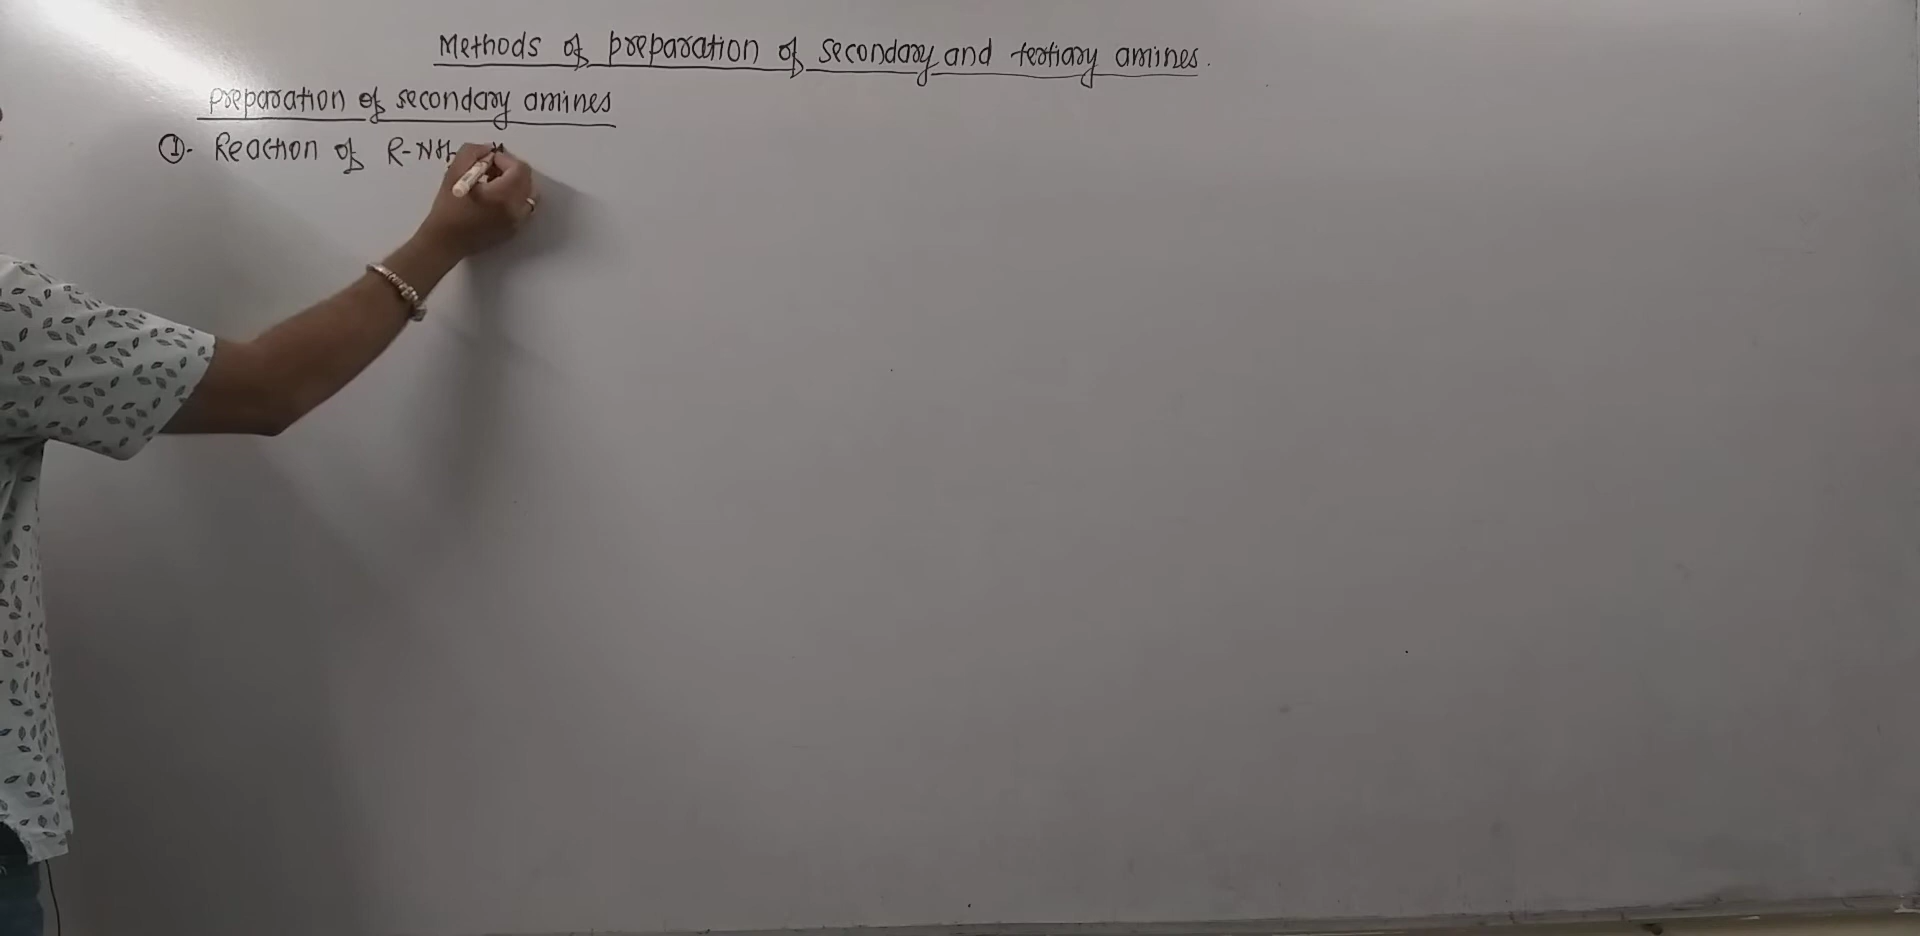 Methods of preparation of secondary and tertiary amines.
preparation of secondary amines
①. Reaction of R-NH